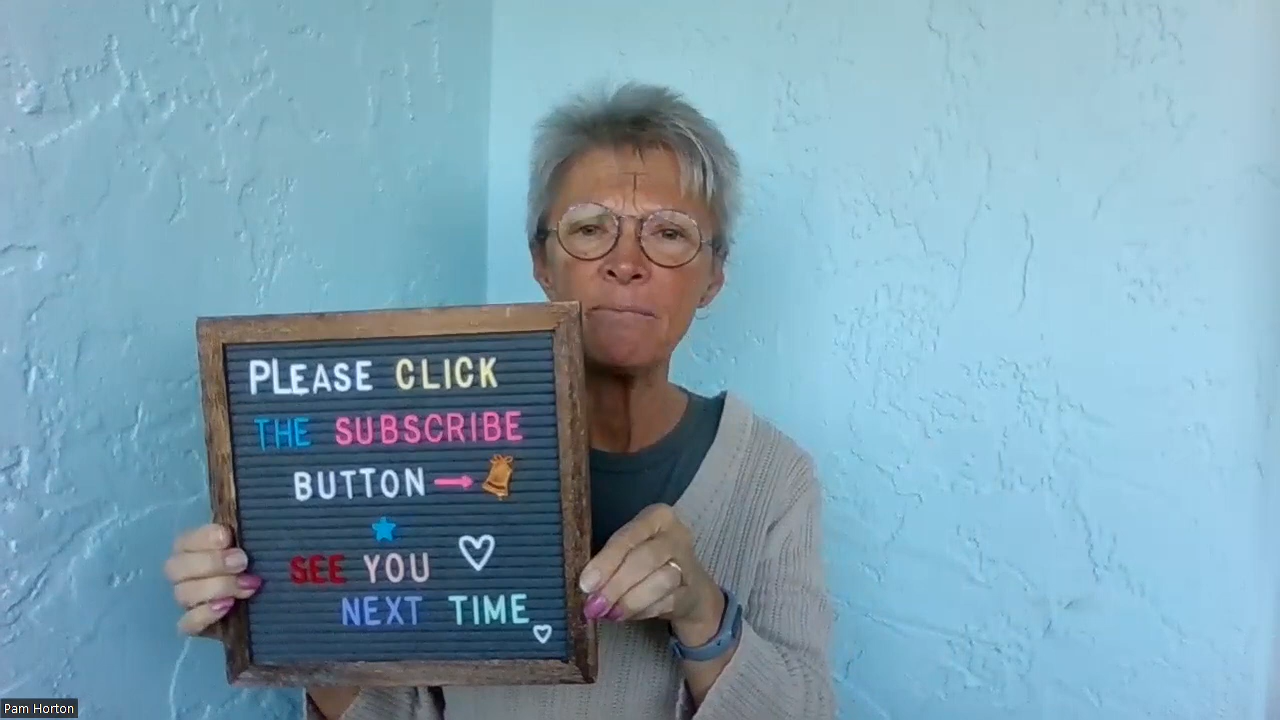 PLEASE CLICK
THE SUBSCRIBE
BUTTON
SEE YOU
NEXT TIME
Pam Horton